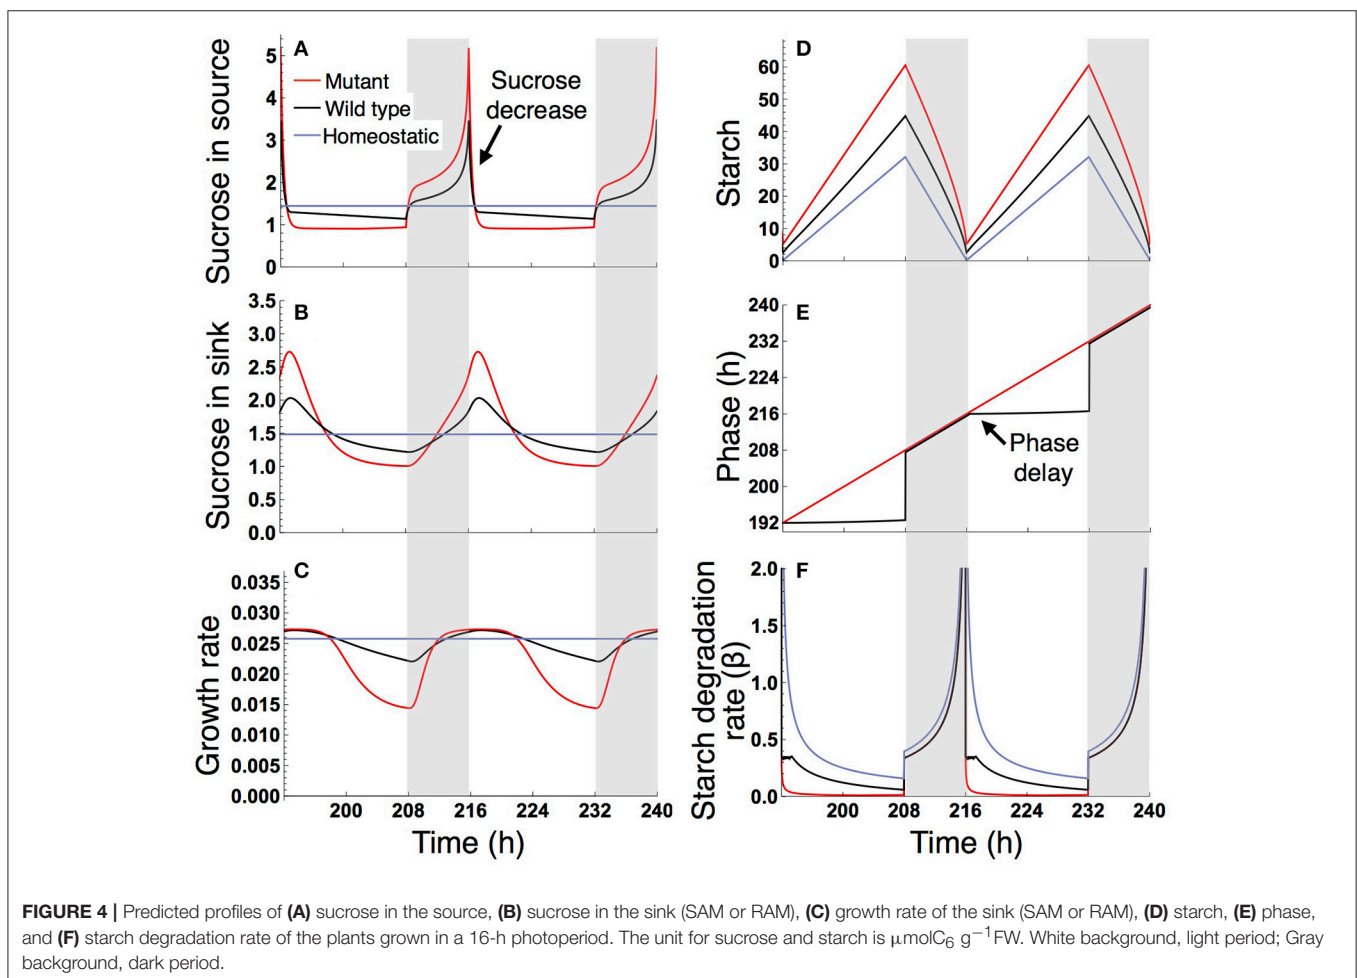 A
Sucrose in source
5
4
3
2
1
0
Mutant
Wild type
Homeostatic
Sucrose
decrease
B
Sucrose in sink
3.5
3.0
2.5
2.0
1.5
1.0
0.5
0.0
C
Growth rate
0.035
0.030
0.025
0.020
0.015
0.010
0.005
0.000
200 208 216 224 232 240
Time (h)
D
Starch
60
50
40
30
20
10
0
E
Phase (h)
240
232
224
216
208
200
192
Phase
delay
F
Starch degradation
rate (β)
2.0
1.5
1.0
0.5
0.0
200 208 216 224 232 240
Time (h)
FIGURE 4 | Predicted profiles of (A) sucrose in the source, (B) sucrose in the sink (SAM or RAM), (C) growth rate of the sink (SAM or RAM), (D) starch, (E) phase,
and (F) starch degradation rate of the plants grown in a 16-h photoperiod. The unit for sucrose and starch is μmolC₆ g⁻¹FW. White background, light period; Gray
background, dark period.